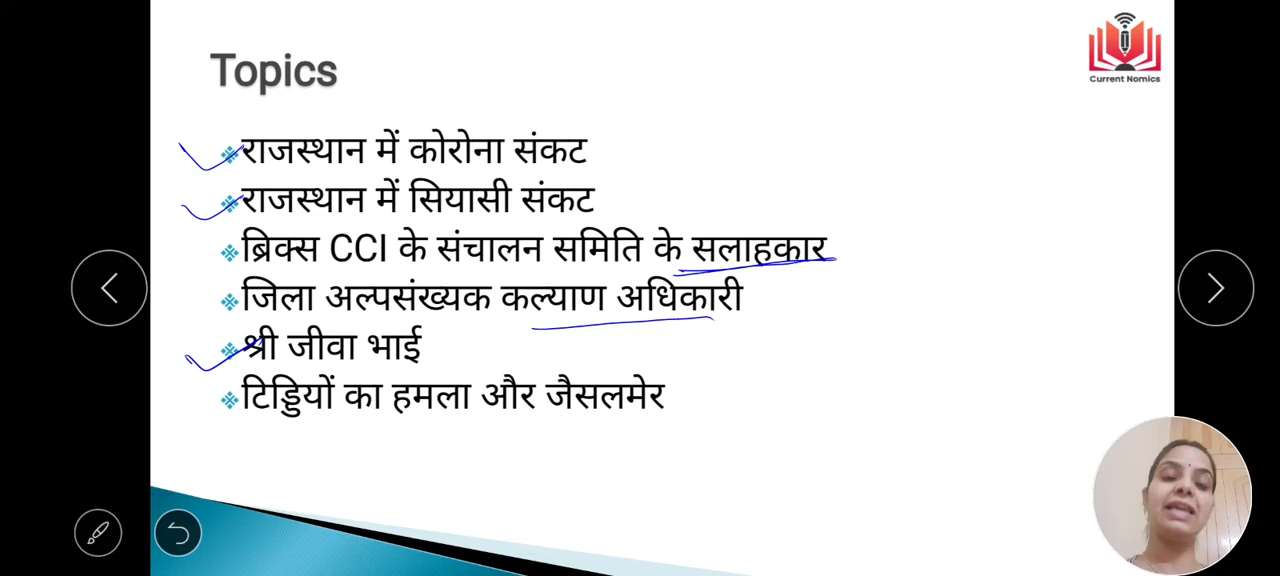 Topics
Current Nomics
राजस्थान में कोरोना संकट
राजस्थान में सियासी संकट
ब्रिक्स CCI के संचालन समिति के सलाहकार
जिला अल्पसंख्यक कल्याण अधिकारी
श्री जीवा भाई
टिड्डियों का हमला और जैसलमेर